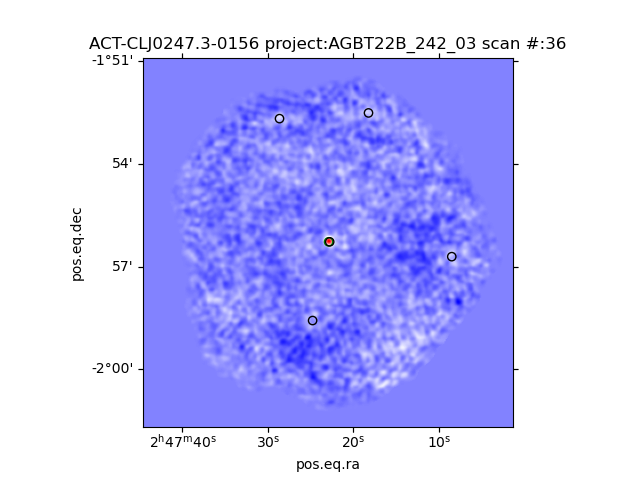 ACT-CLJ0247.3-0156 project:AGBT22B_242_03 scan #:36
-1°51'
54'
57'
-2°00'
pos.eq.dec
2ʰ47ᵐ40ˢ 30ˢ 20ˢ 10ˢ
pos.eq.ra